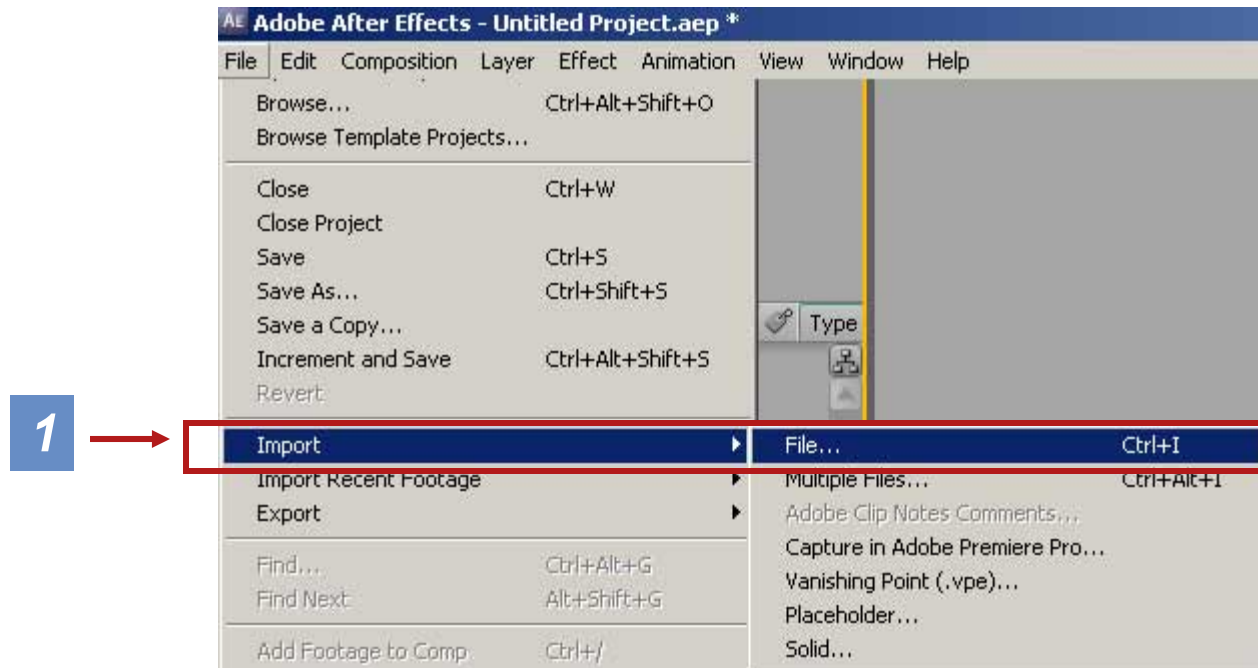 AE Adobe After Effects - Untitled Project.aep *
File Edit Composition Layer Effect Animation View Window Help
Browse... Ctrl+Alt+Shift+O
Browse Template Projects...
Close Ctrl+W
Close Project
Save Ctrl+S
Save As... Ctrl+Shift+S
Save a Copy...
Type
Increment and Save Ctrl+Alt+Shift+S
Revert
1
Import File... Ctrl+I
Import Recent Footage Multiple Files... Ctrl+Alt+I
Export Adobe Clip Notes Comments...
Capture in Adobe Premiere Pro...
Find... Ctrl+Alt+G
Vanishing Point (.vpe)...
Find Next Alt+Shift+G
Placeholder...
Add Footage to Comp Ctrl+/ Solid...